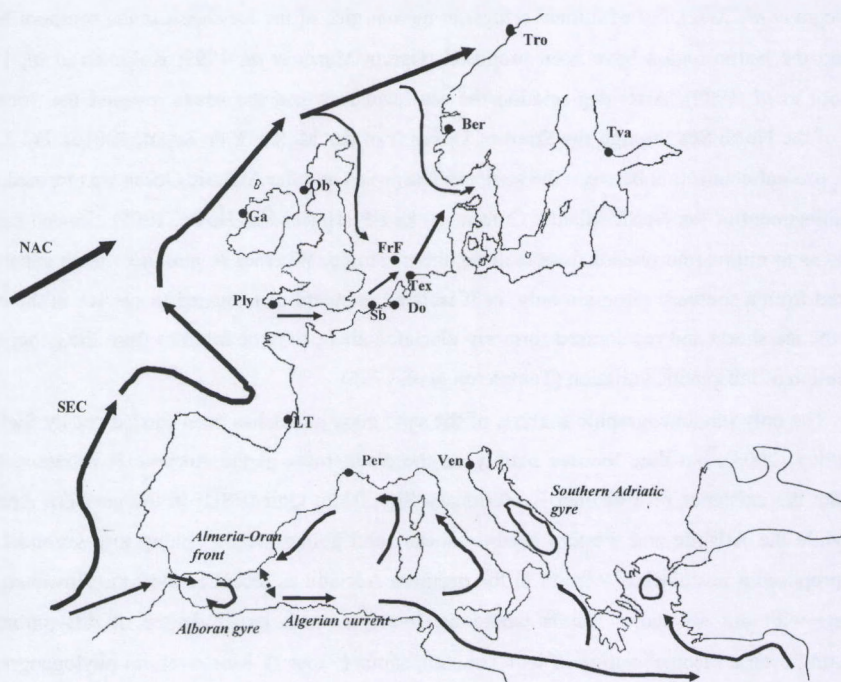 Tro
Ber
Tva
Ob
Ga
NAC
FrF
Tex
Ply
Sb
Do
SEC
LT
Per
Ven
Southern Adriatic
gyre
Almeria-Oran
front
Alboran gyre
Algerian current